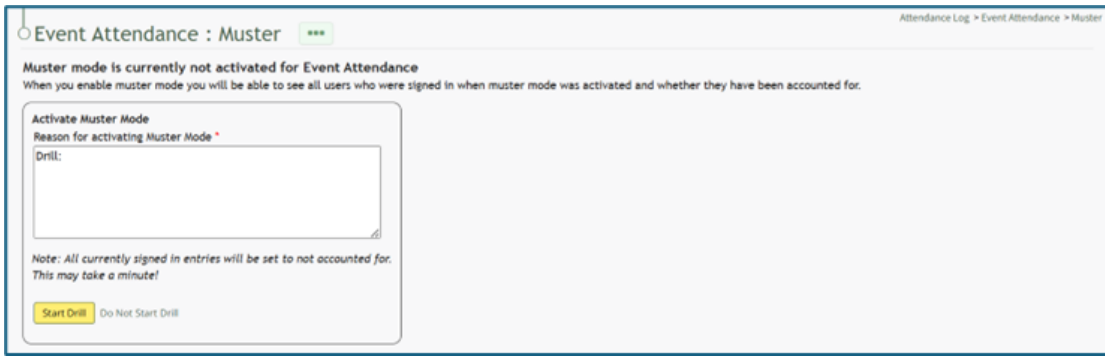 Attendance Log > Event Attendance > Muster
Event Attendance : Muster
Muster mode is currently not activated for Event Attendance
When you enable muster mode you will be able to see all users who were signed in when muster mode was activated and whether they have been accounted for.
Activate Muster Mode
Reason for activating Muster Mode *
Drill:
Note: All currently signed in entries will be set to not accounted for.
This may take a minute!
Start Drill Do Not Start Drill